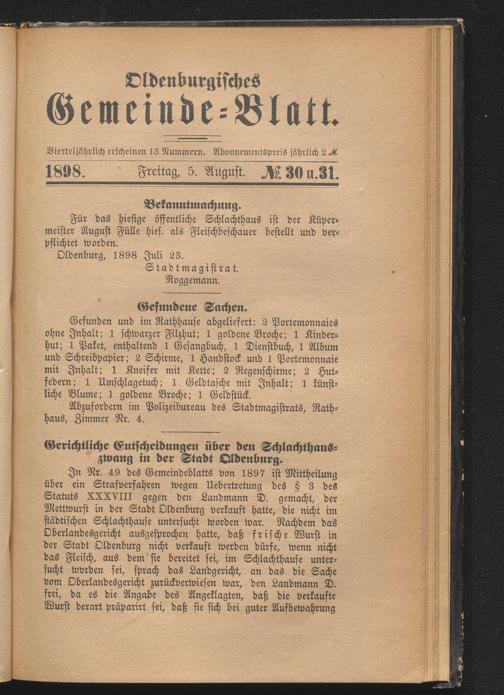 Oldenburgisches
Gemeinde-Blatt.
Vierteljährlich erscheinen 13 Nummern. Abonnementspreis jährlich 2 ℳ
1898. Freitag, 5. August. №. 30 u. 31.
Bekanntmachung.
Für das hiesige öffentliche Schlachthaus ist der Küper-
meister August Fülle hies. als Fleischbeschauer bestellt und ver-
pflichtet worden.
Oldenburg, 1898 Juli 23.
Stadtmagistrat.
Roggemann.
Gefundene Sachen.
Gefunden und im Rathhause abgeliefert: 2 Portemonnaies
ohne Inhalt; 1 schwarzer Filzhut; 1 goldene Broche; 1 Kinder-
hut; 1 Paket, enthaltend 1 Gesangbuch, 1 Dienstbuch, 1 Album
und Schreibpapier; 2 Schirme, 1 Handstock und 1 Portemonnaie
mit Inhalt; 1 Kneifer mit Kette; 2 Regenschirme; 2 Hut-
federn; 1 Umschlagetuch; 1 Geldtasche mit Inhalt; 1 künst-
liche Blume; 1 goldene Broche; 1 Geldstück.
Abzufordern im Polizeibureau des Stadtmagistrats, Rath-
haus, Zimmer Nr. 4.
Gerichtliche Entscheidungen über den Schlachthaus-
zwang in der Stadt Oldenburg.
In Nr. 49 des Gemeindeblatts von 1897 ist Mittheilung
über ein Strafverfahren wegen Uebertretung des § 3 des
Statuts XXXVIII gegen den Landmann D. gemacht, der
Mettwurst in der Stadt Oldenburg verkauft hatte, die nicht im
städtischen Schlachthause untersucht worden war. Nachdem das
Oberlandesgericht ausgesprochen hatte, daß frische Wurst in
der Stadt Oldenburg nicht verkauft werden dürfe, wenn nicht
das Fleisch, aus dem sie bereitet sei, im Schlachthause unter-
sucht worden sei, sprach das Landgericht, an das die Sache
vom Oberlandesgericht zurückverwiesen war, den Landmann D.
frei, da es die Angabe des Angeklagten, daß die verkaufte
Wurst derart präparirt sei, daß sie sich bei guter Aufbewahrung